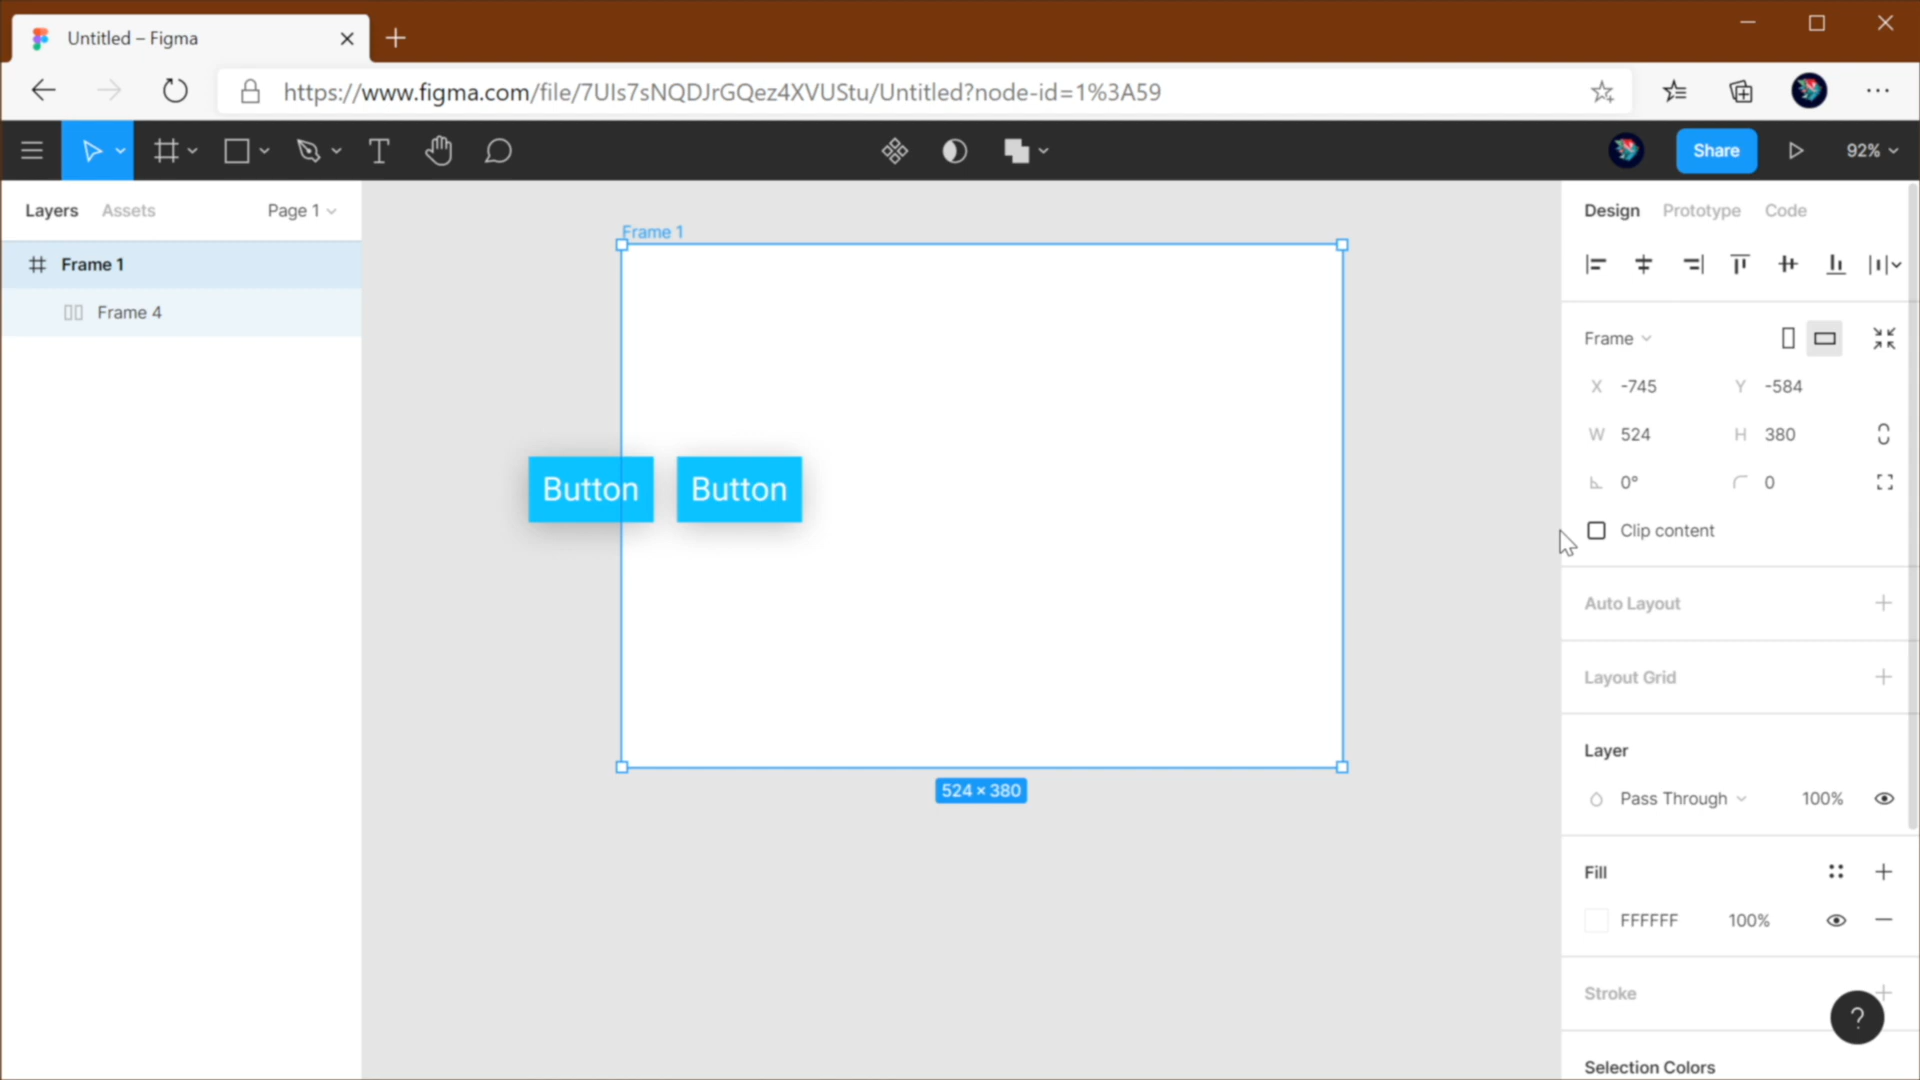 Untitled – Figma
https://www.figma.com/file/7UIs7sNQDJrGQez4XVUStu/Untitled?node-id=1%3A59
Share
92%
Layers Assets Page 1
Design Prototype Code
Frame 1
Frame 1
Frame 4
Frame
X -745 Y -584
W 524 H 380
0° 0
Button Button
Clip content
Auto Layout
Layout Grid
Layer
524 × 380
Pass Through 100%
Fill
FFFFFF 100%
Stroke
?
Selection Colors